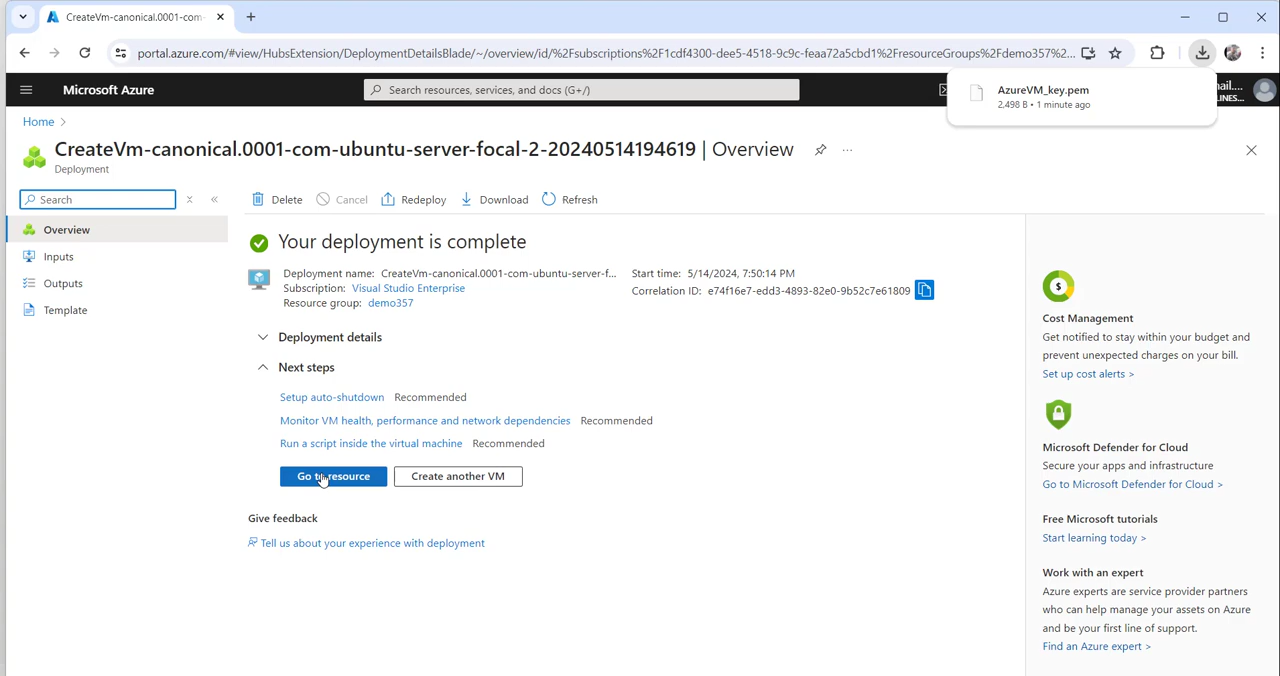 CreateVm-canonical.0001-com-
portal.azure.com/#view/HubsExtension/DeploymentDetailsBlade/~/overview/id/%2Fsubscriptions%2F1cdf4300-dee5-4518-9c9c-feaa72a5cbd1%2FresourceGroups%2Fdemo357%2...
Microsoft Azure
Search resources, services, and docs (G+/)
AzureVM_key.pem
2,498 B • 1 minute ago
Home >
CreateVm-canonical.0001-com-ubuntu-server-focal-2-20240514194619 | Overview
Deployment
Search
Delete
Cancel
Redeploy
Download
Refresh
Overview
Inputs
Outputs
Template
Your deployment is complete
Deployment name: CreateVm-canonical.0001-com-ubuntu-server-f...
Subscription: Visual Studio Enterprise
Resource group: demo357
Start time: 5/14/2024, 7:50:14 PM
Correlation ID: e74f16e7-edd3-4893-82e0-9b52c7e61809
Deployment details
Next steps
Setup auto-shutdown Recommended
Monitor VM health, performance and network dependencies Recommended
Run a script inside the virtual machine Recommended
Go to resource
Create another VM
Give feedback
Tell us about your experience with deployment
Cost Management
Get notified to stay within your budget and
prevent unexpected charges on your bill.
Set up cost alerts >
Microsoft Defender for Cloud
Secure your apps and infrastructure
Go to Microsoft Defender for Cloud >
Free Microsoft tutorials
Start learning today >
Work with an expert
Azure experts are service provider partners
who can help manage your assets on Azure
and be your first line of support.
Find an Azure expert >